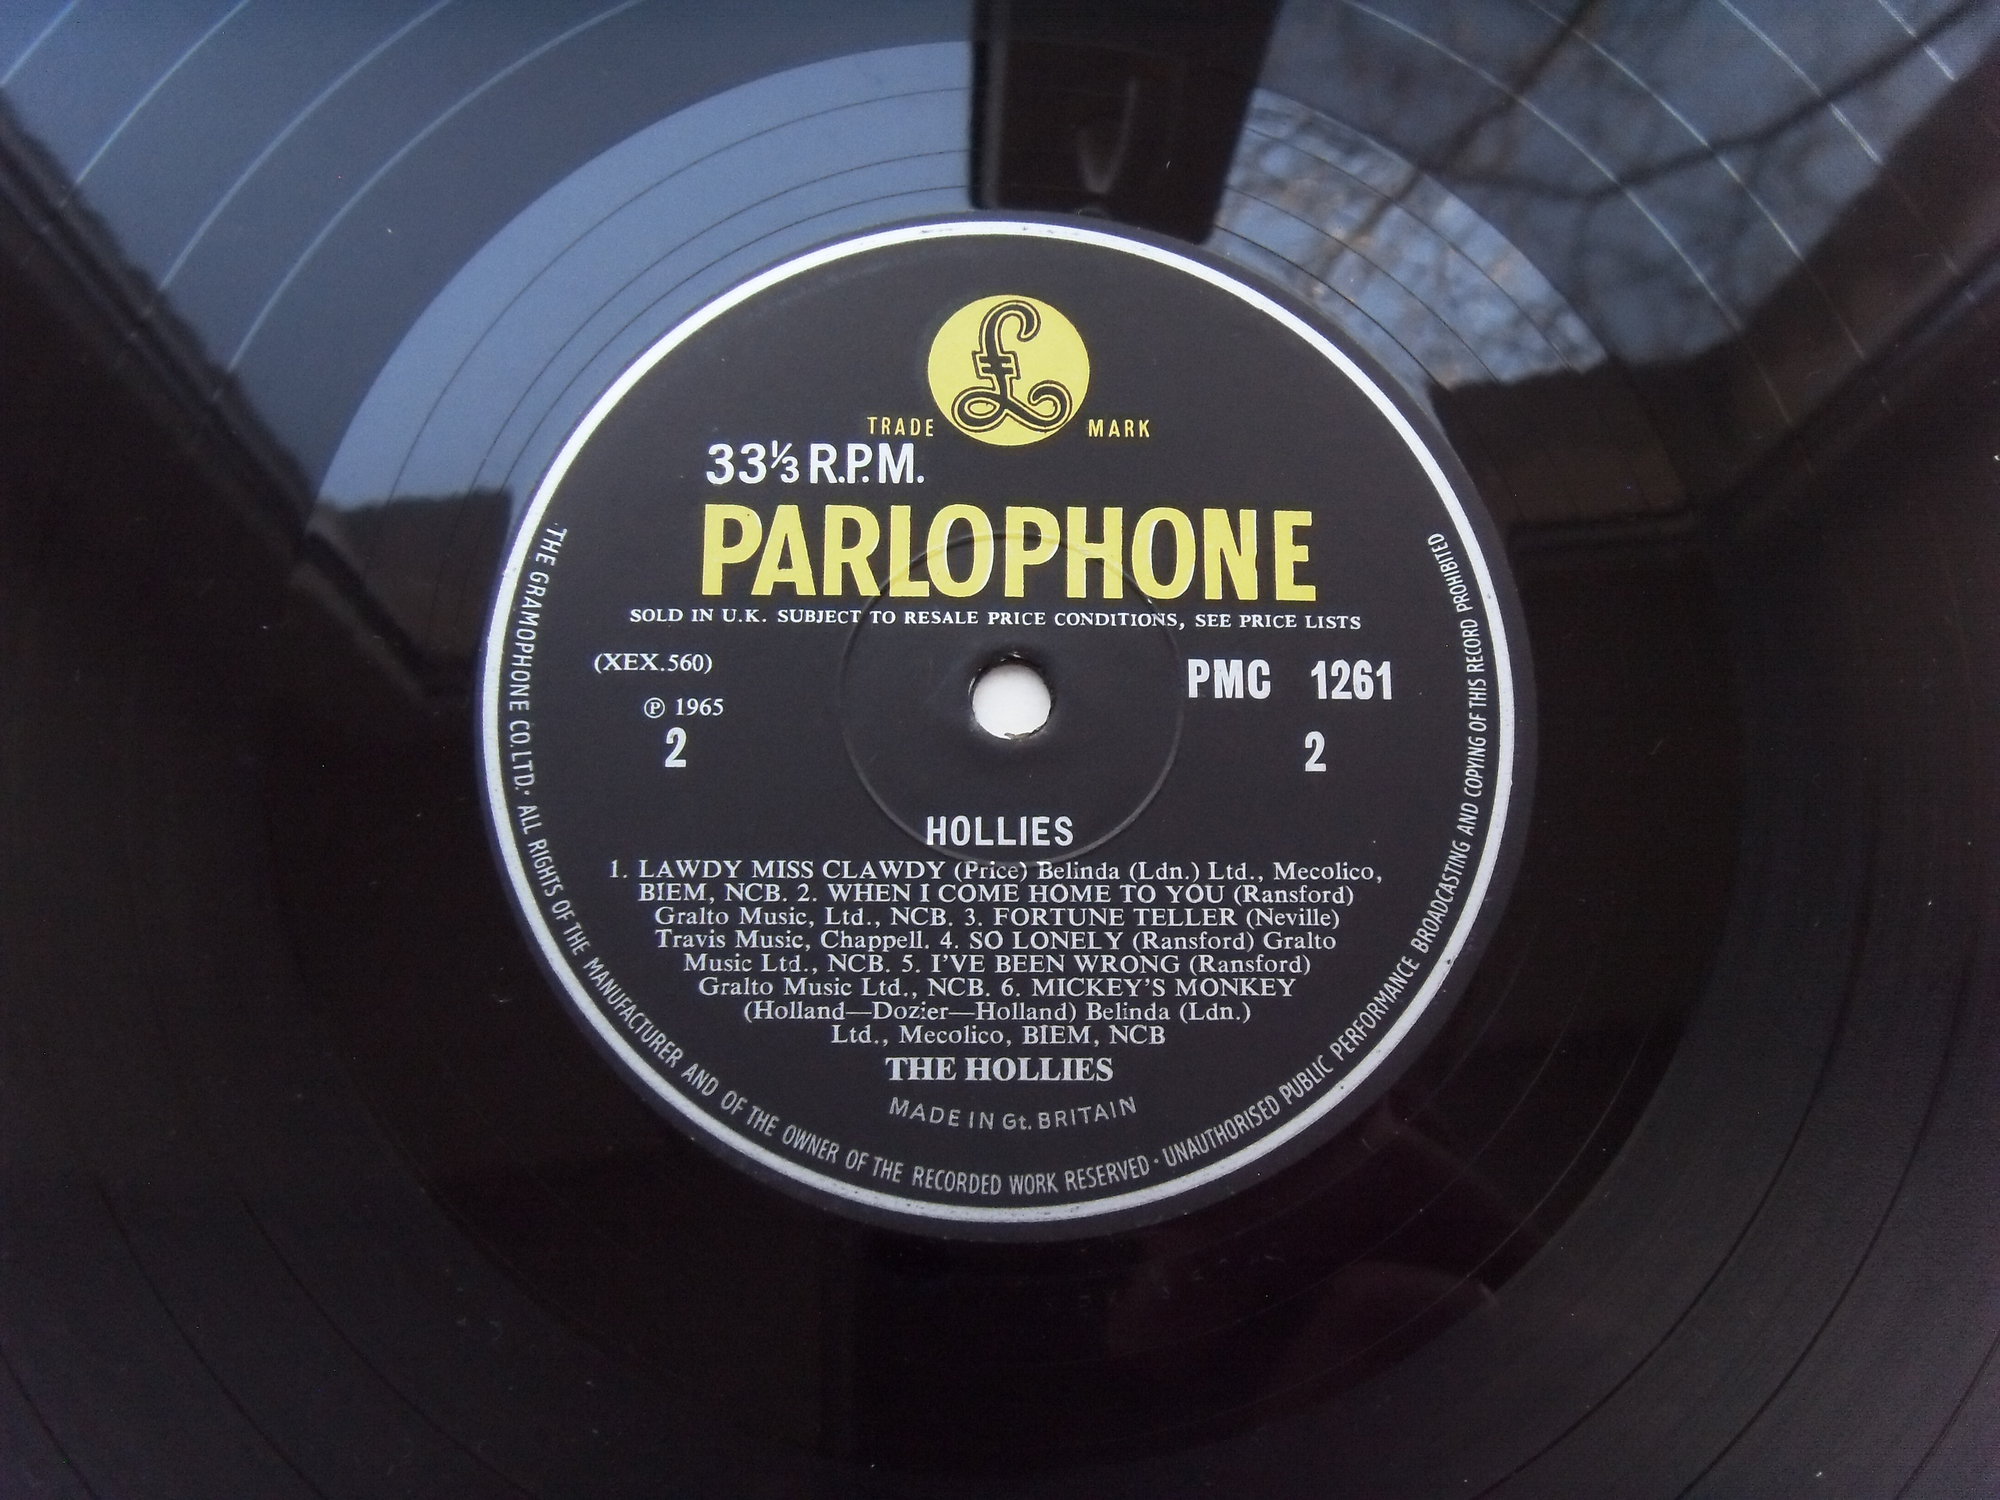 £
TRADE MARK
33⅓ R.P.M.
PARLOPHONE
SOLD IN U.K. SUBJECT TO RESALE PRICE CONDITIONS, SEE PRICE LISTS
(XEX.560)
PMC 1261
℗ 1965
2
2
HOLLIES
1. LAWDY MISS CLAWDY (Price) Belinda (Ldn.) Ltd., Mecolico,
BIEM, NCB. 2. WHEN I COME HOME TO YOU (Ransford)
Gralto Music, Ltd., NCB. 3. FORTUNE TELLER (Neville)
Travis Music, Chappell. 4. SO LONELY (Ransford) Gralto
Music Ltd., NCB. 5. I'VE BEEN WRONG (Ransford)
Gralto Music Ltd., NCB. 6. MICKEY'S MONKEY
(Holland—Dozier—Holland) Belinda (Ldn.)
Ltd., Mecolico, BIEM, NCB
THE HOLLIES
MADE IN Gt. BRITAIN
THE GRAMOPHONE CO. LTD. · ALL RIGHTS OF THE MANUFACTURER AND OF THE OWNER OF THE RECORDED WORK RESERVED · UNAUTHORISED PUBLIC PERFORMANCE BROADCASTING AND COPYING OF THIS RECORD PROHIBITED